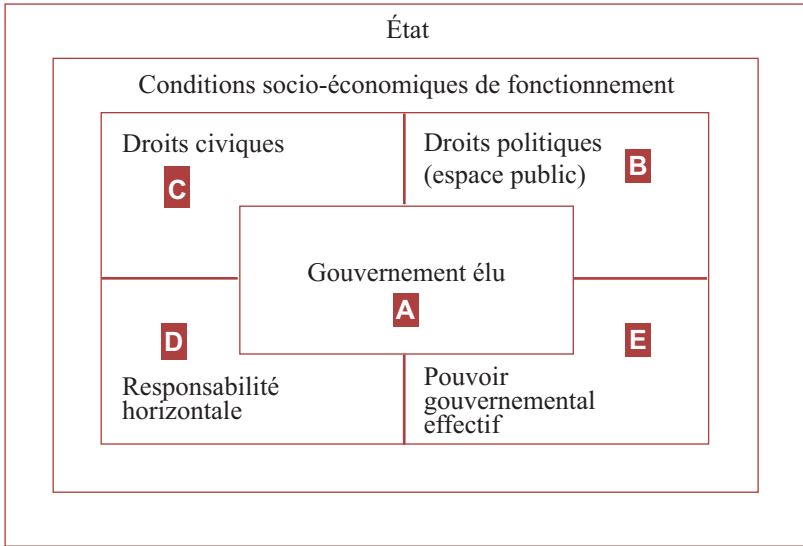 État
Conditions socio-économiques de fonctionnement
Droits civiques
C
Droits politiques
(espace public)
B
Gouvernement élu
A
D
Responsabilité
horizontale
E
Pouvoir
gouvernemental
effectif